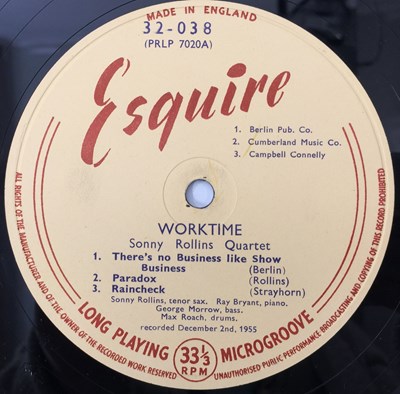 MADE IN ENGLAND
32-038
(PRLP 7020A)
Esquire
1. Berlin Pub. Co.
2. Cumberland Music Co.
3. Campbell Connelly
WORKTIME
Sonny Rollins Quartet
1. There's no Business like Show
Business (Berlin)
2. Paradox (Rollins)
3. Raincheck (Strayhorn)
Sonny Rollins, tenor sax. Ray Bryant, piano.
George Morrow, bass.
Max Roach, drums.
recorded December 2nd, 1955
LONG PLAYING 33⅓ RPM MICROGROOVE
ALL RIGHTS OF THE MANUFACTURER AND OF THE OWNER OF THE RECORDED WORK RESERVED
UNAUTHORISED PUBLIC PERFORMANCE BROADCASTING AND COPYING OF THIS RECORD PROHIBITED